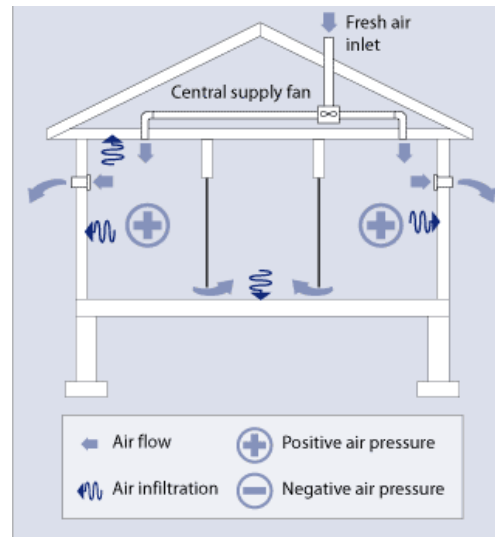 Fresh air
inlet
Central supply fan
Air flow
Positive air pressure
Air infiltration
Negative air pressure